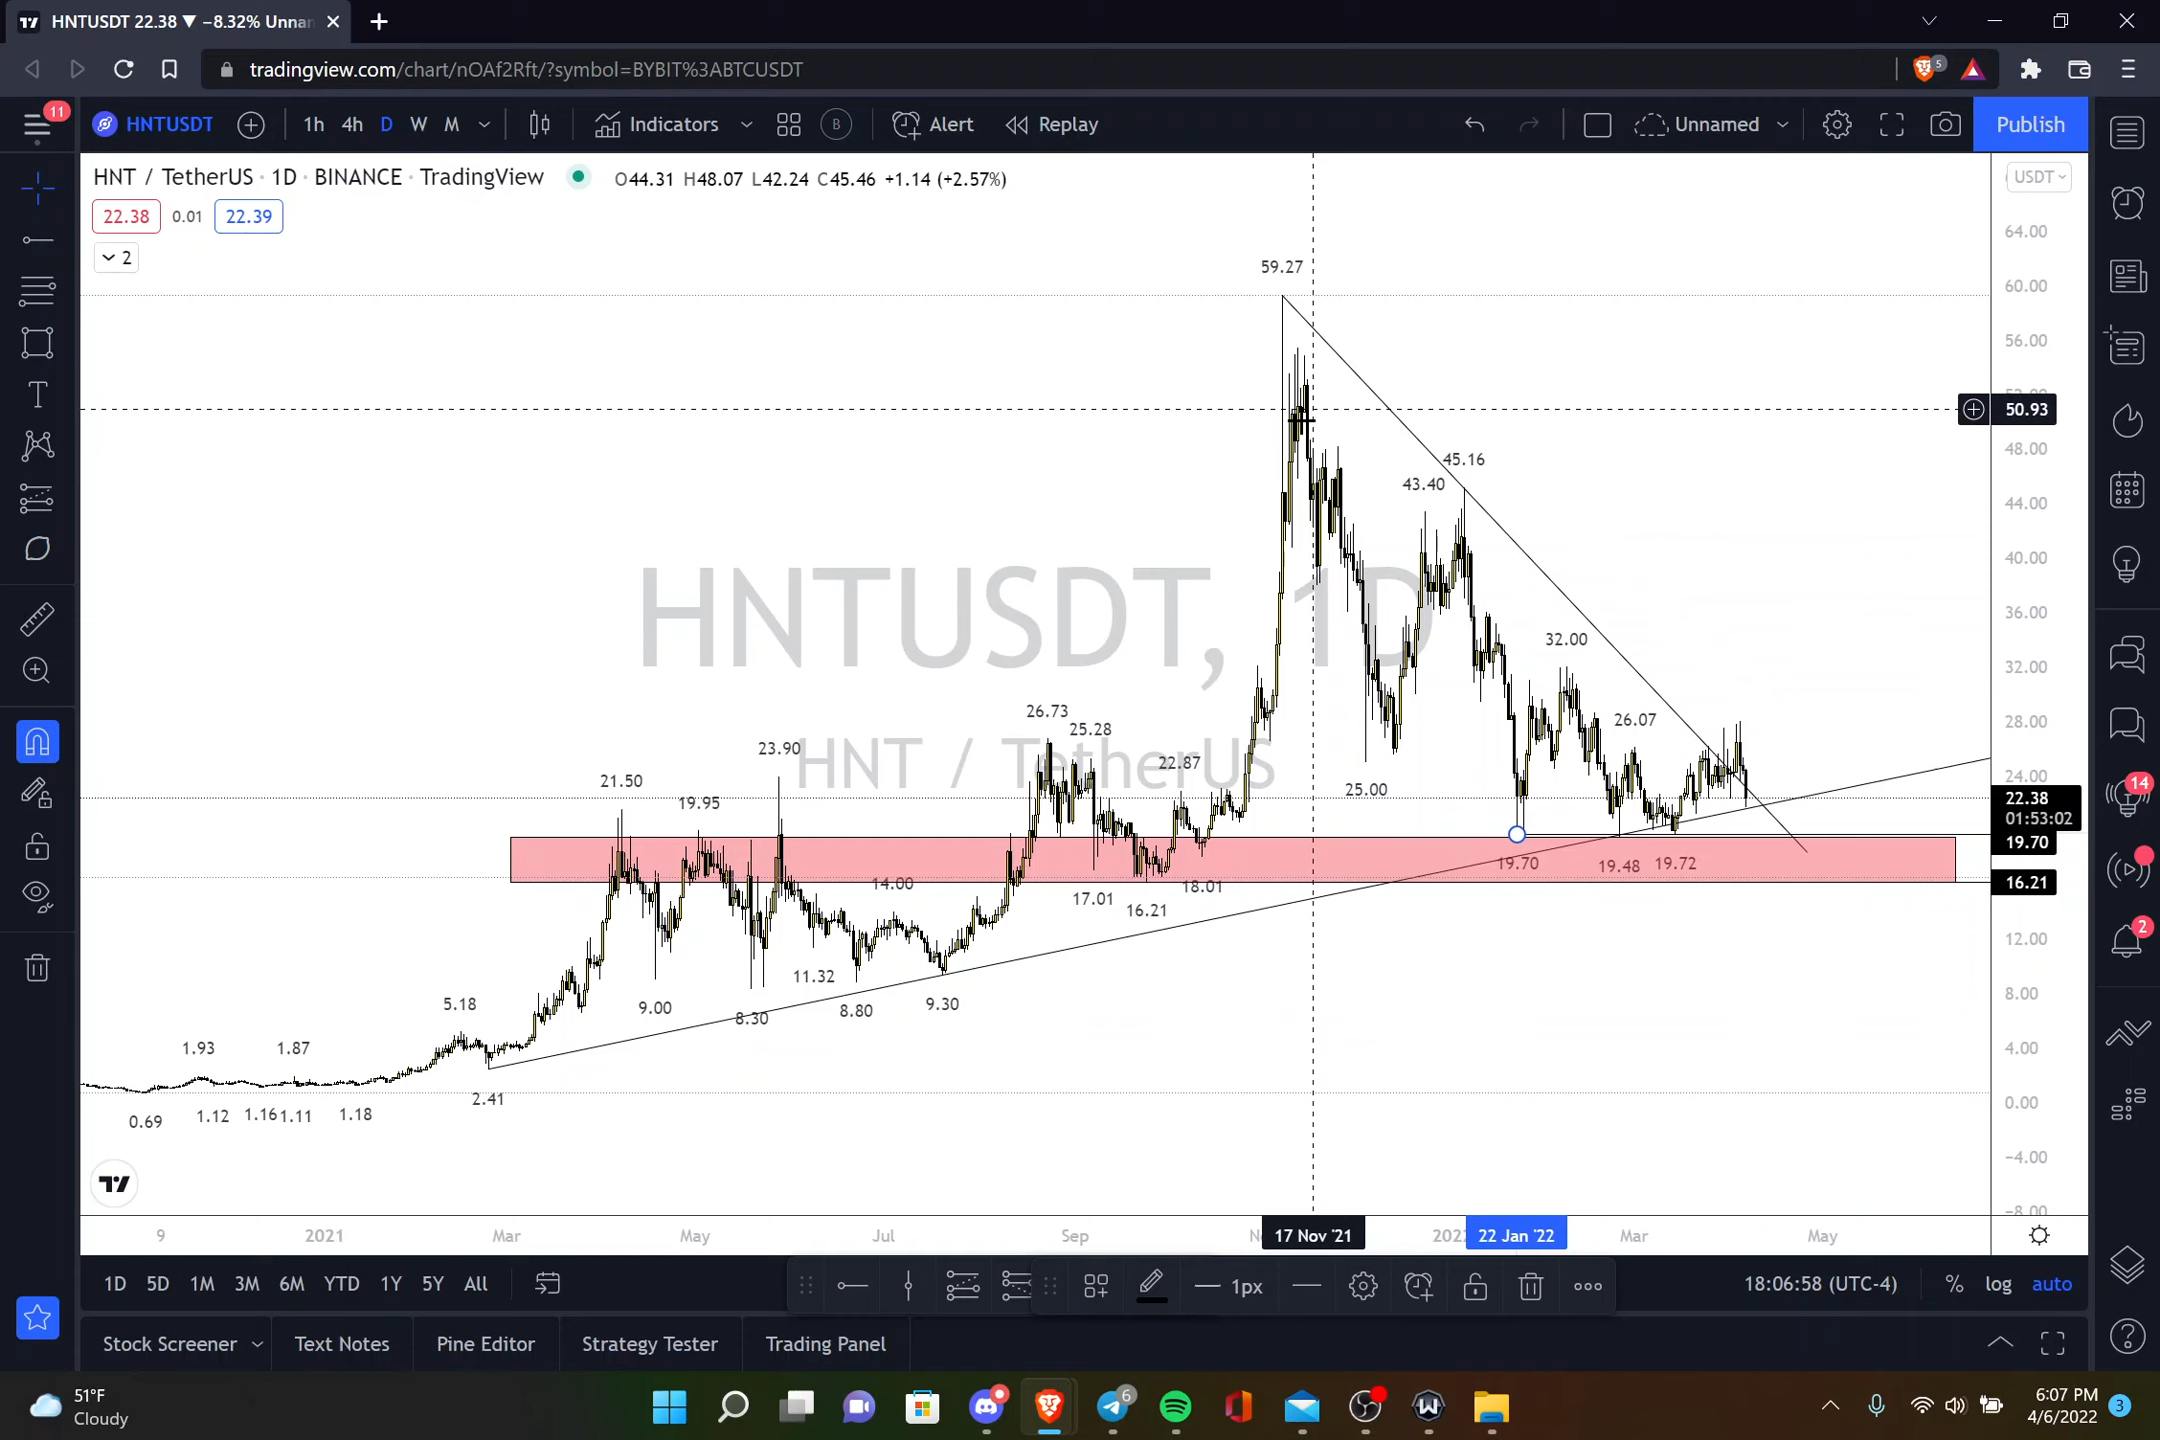 HNTUSDT 22.38 ▼ −8.32% Unna
tradingview.com/chart/nOAf2Rft/?symbol=BYBIT%3ABTCUSDT
5
11
HNTUSDT
1h 4h D W M
Indicators
B
Alert
Replay
Unnamed
Publish
HNT / TetherUS · 1D · BINANCE · TradingView
O44.31 H48.07 L42.24 C45.46 +1.14 (+2.57%)
USDT
22.38 0.01 22.39
2
64.00
59.27
60.00
56.00
50.93
48.00
45.16
43.40
44.00
40.00
HNTUSDT, 1D
36.00
32.00
32.00
26.73
25.28
26.07
28.00
23.90
HNT / TetherUS
22.87
21.50
25.00
24.00
19.95
22.38
01:53:02
19.70
19.70
19.48
19.72
14.00
18.01
17.01
16.21
16.21
12.00
11.32
9.00
8.30
8.80
9.30
8.00
5.18
1.93
1.87
4.00
2.41
0.69
1.12
1.16
1.11
1.18
0.00
−4.00
−8.00
9 2021 Mar May Jul Sep 17 Nov '21 22 Jan '22 Mar May
1D 5D 1M 3M 6M YTD 1Y 5Y All
1px
18:06:58 (UTC-4)
% log auto
Stock Screener Text Notes Pine Editor Strategy Tester Trading Panel
14
2
51°F
Cloudy
6
6:07 PM
4/6/2022
3